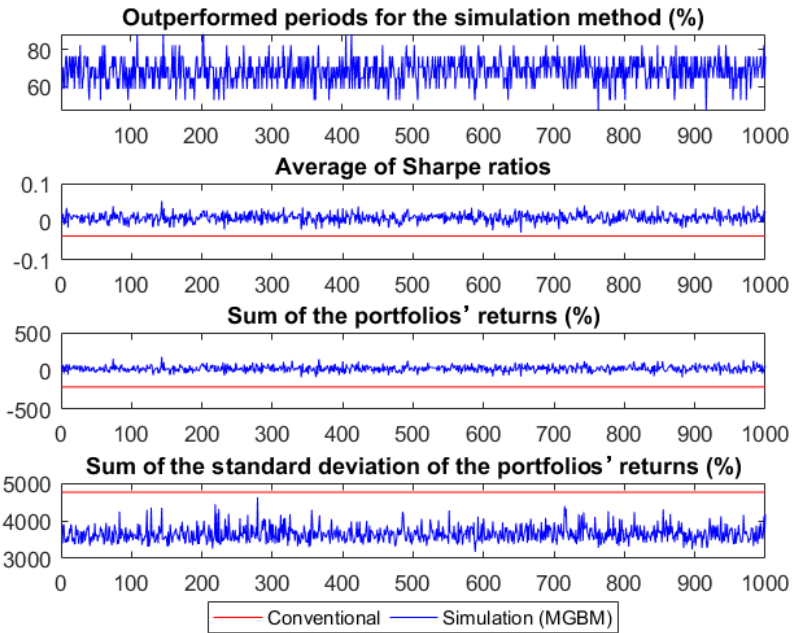 Outperformed periods for the simulation method (%)
80
60
100 200 300 400 500 600 700 800 900 1000
Average of Sharpe ratios
0.1
0
-0.1
0 100 200 300 400 500 600 700 800 900 1000
Sum of the portfolios’ returns (%)
500
0
-500
0 100 200 300 400 500 600 700 800 900 1000
Sum of the standard deviation of the portfolios’ returns (%)
5000
4000
3000
0 100 200 300 400 500 600 700 800 900 1000
Conventional Simulation (MGBM)